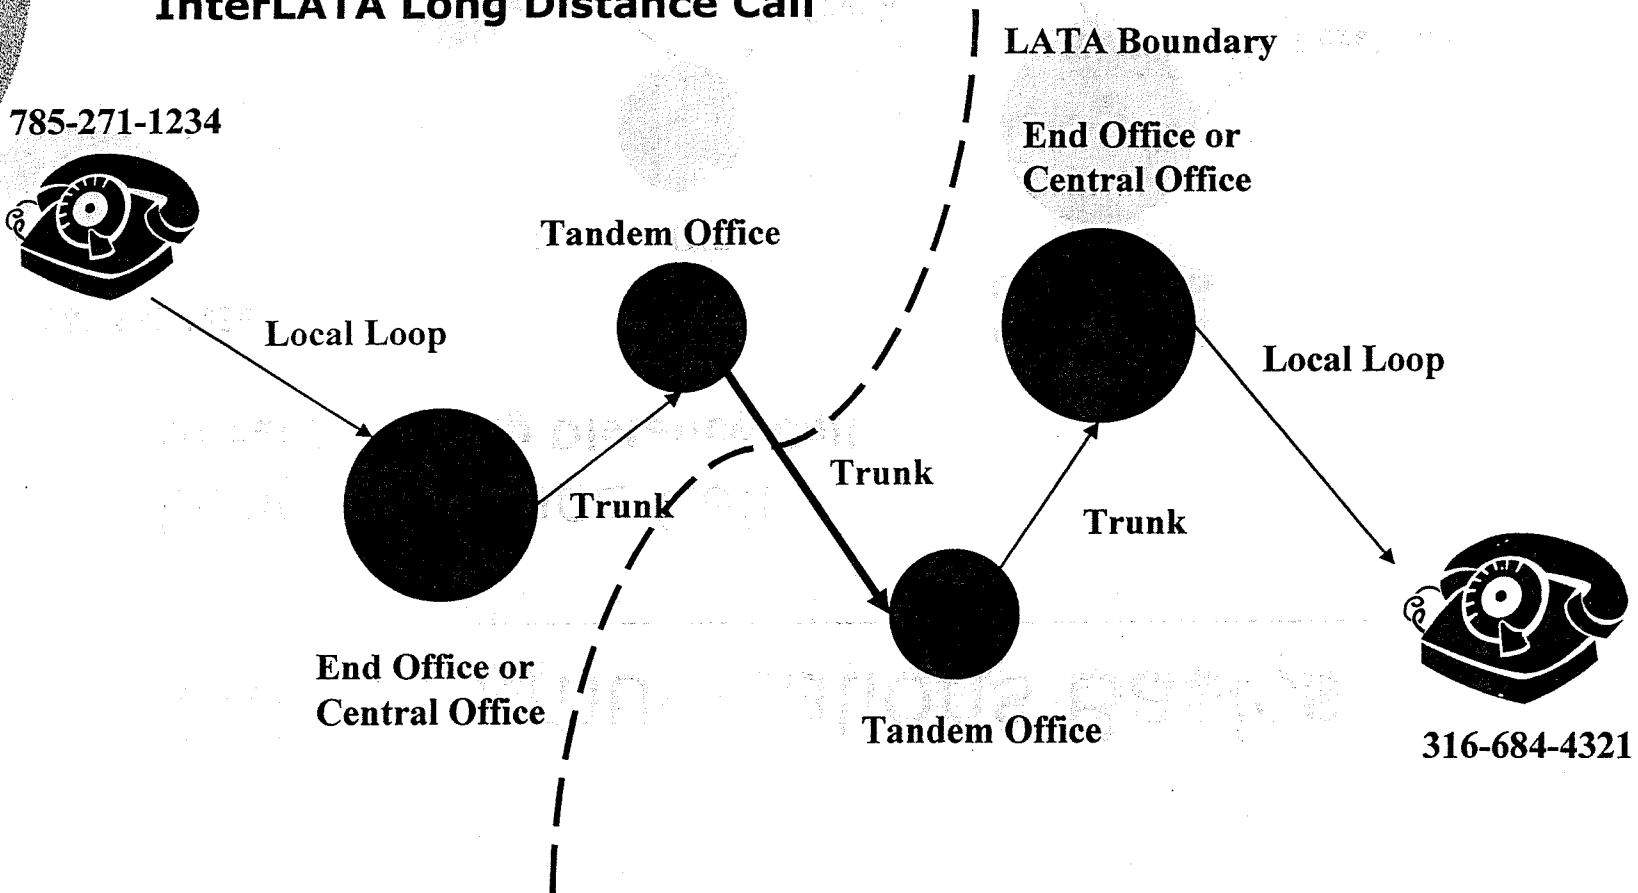 InterLATA Long Distance Call
LATA Boundary
785-271-1234
End Office or
Central Office
Tandem Office
Local Loop
Local Loop
Trunk
Trunk
Trunk
End Office or
Central Office
Tandem Office
316-684-4321